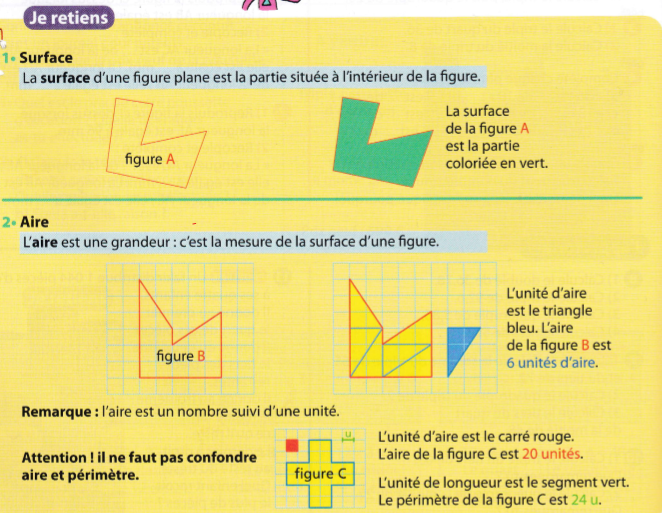 Je retiens
1• Surface
La surface d'une figure plane est la partie située à l'intérieur de la figure.
figure A
La surface
de la figure A
est la partie
coloriée en vert.
2• Aire
L'aire est une grandeur : c'est la mesure de la surface d'une figure.
figure B
L'unité d'aire
est le triangle
bleu. L'aire
de la figure B est
6 unités d'aire.
Remarque : l'aire est un nombre suivi d'une unité.
Attention ! il ne faut pas confondre
aire et périmètre.
u
figure C
L'unité d'aire est le carré rouge.
L'aire de la figure C est 20 unités.
L'unité de longueur est le segment vert.
Le périmètre de la figure C est 24 u.